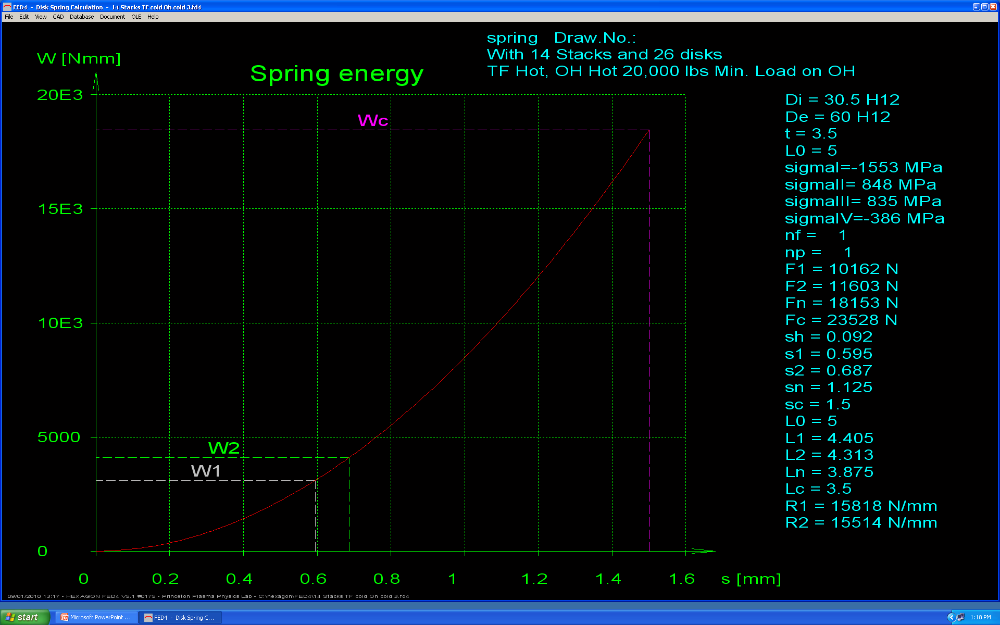 FED4 - Disk Spring Calculation - 14 Stacks TF cold Oh cold 3.fd4
File Edit View CAD Database Document OLE Help
spring Draw.No.:
With 14 Stacks and 26 disks
TF Hot, OH Hot 20,000 lbs Min. Load on OH
W [Nmm]
Spring energy
20E3
15E3
10E3
5000
0
Wc
W2
W1
0 0.2 0.4 0.6 0.8 1 1.2 1.4 1.6 s [mm]
Di = 30.5 H12
De = 60 H12
t = 3.5
L0 = 5
sigmaI=-1553 MPa
sigmaII= 848 MPa
sigmaIII= 835 MPa
sigmaIV=-386 MPa
nf = 1
np = 1
F1 = 10162 N
F2 = 11603 N
Fn = 18153 N
Fc = 23528 N
sh = 0.092
s1 = 0.595
s2 = 0.687
sn = 1.125
sc = 1.5
L0 = 5
L1 = 4.405
L2 = 4.313
Ln = 3.875
Lc = 3.5
R1 = 15818 N/mm
R2 = 15514 N/mm
09/01/2010 13:17 - HEXAGON FED4 V5.1 #0175 - Princeton Plasma Physics Lab - C:\hexagon\FED4\14 Stacks TF cold Oh cold 3.fd4
start Microsoft PowerPoint ... FED4 - Disk Spring C... 1:18 PM